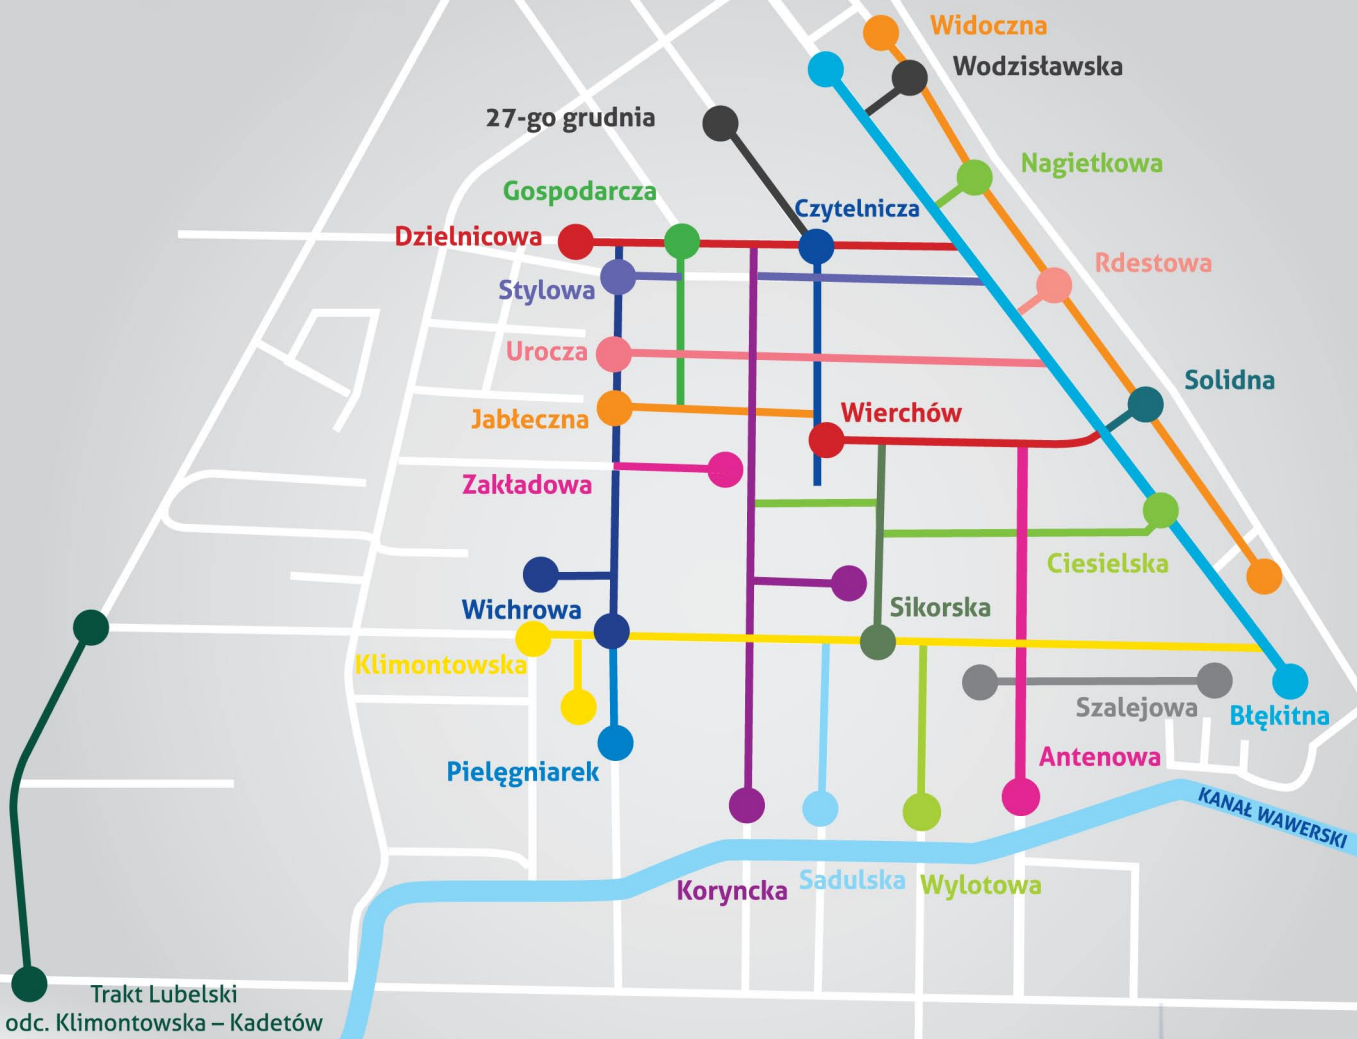 Widoczna
Wodzisławska
27-go grudnia
Nagietkowa
Gospodarcza
Czytelnicza
Dzielnicowa
Rdestowa
Stylowa
Urocza
Solidna
Jabłeczna
Wierchów
Zakładowa
Ciesielska
Wichrowa
Sikorska
Klimontowska
Szalejowa
Błękitna
Pielęgniarek
Antenowa
KANAŁ WAWERSKI
Koryncka
Sadulska
Wylotowa
Trakt Lubelski
odc. Klimontowska – Kadetów